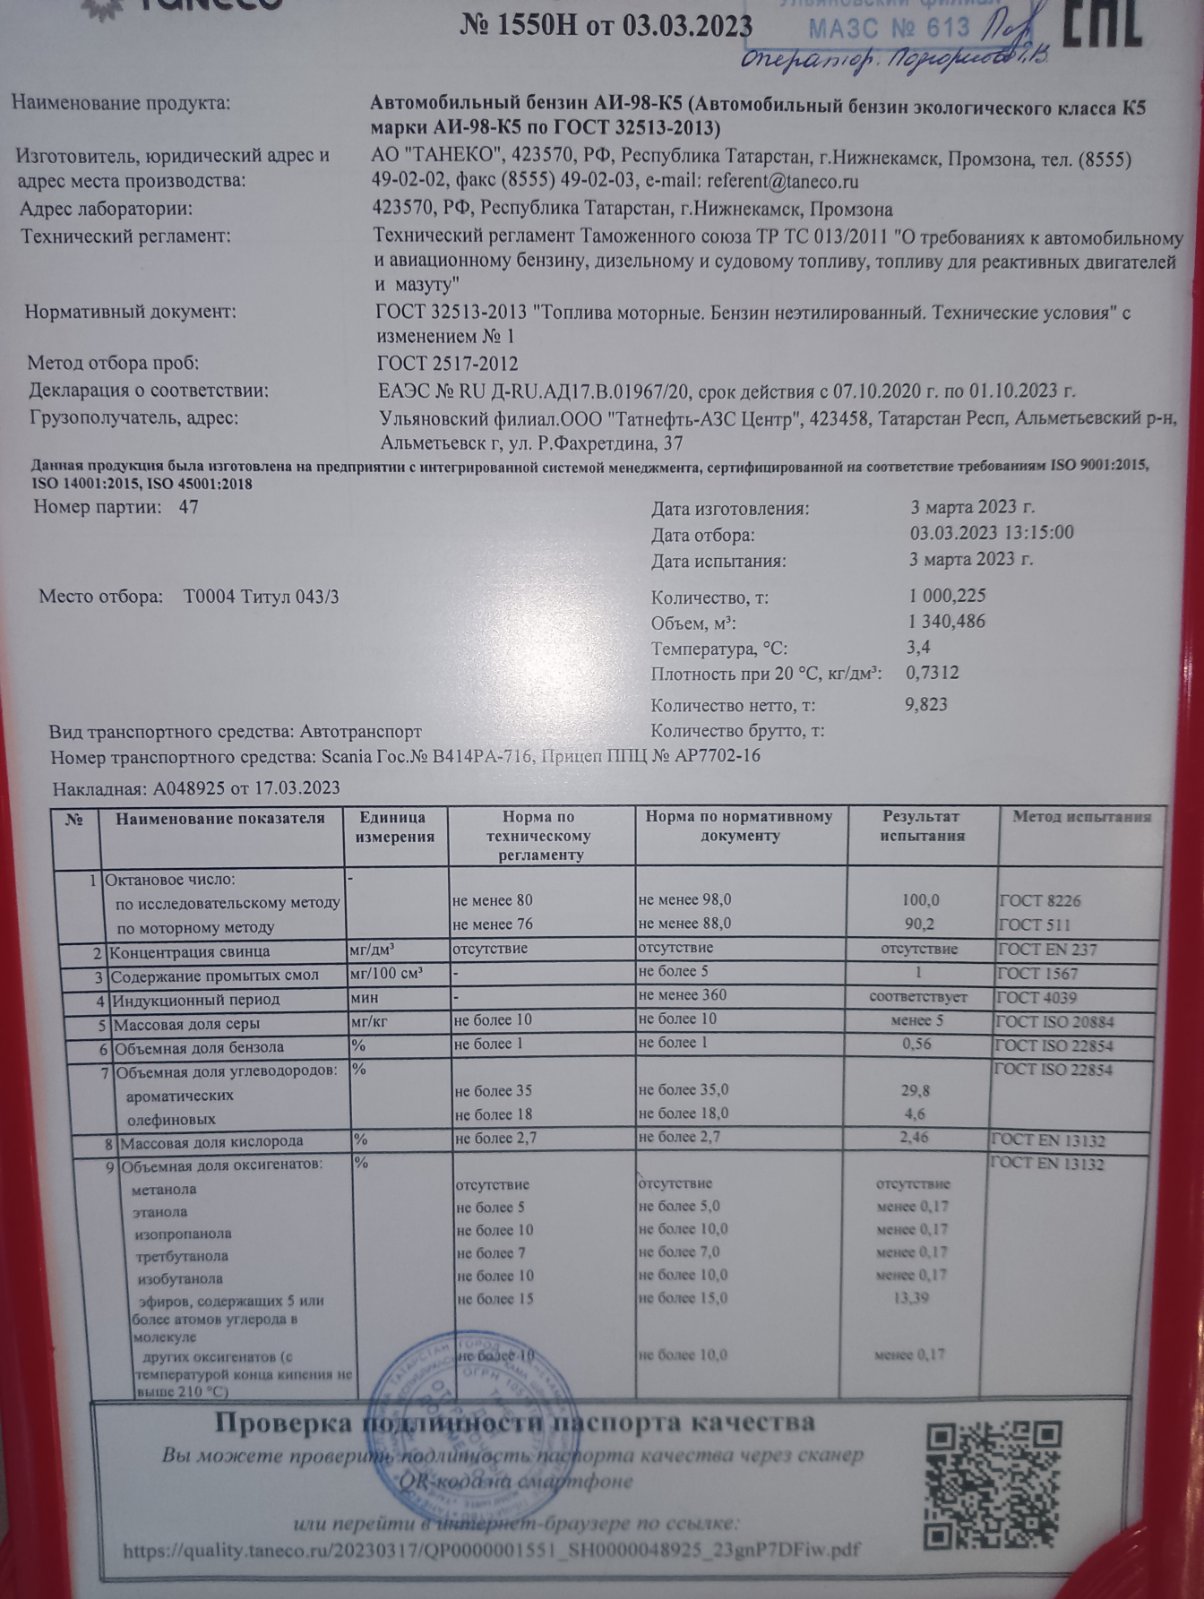 TANECO
№ 1550Н от 03.03.2023
Ульяновский филиал
МАЗС № 613
оператор.
ЕАС
Наименование продукта: Автомобильный бензин АИ-98-К5 (Автомобильный бензин экологического класса К5
марки АИ-98-К5 по ГОСТ 32513-2013)
Изготовитель, юридический адрес и АО "ТАНЕКО", 423570, РФ, Республика Татарстан, г.Нижнекамск, Промзона, тел. (8555)
адрес места производства: 49-02-02, факс (8555) 49-02-03, e-mail: referent@taneco.ru
Адрес лаборатории: 423570, РФ, Республика Татарстан, г.Нижнекамск, Промзона
Технический регламент: Технический регламент Таможенного союза ТР ТС 013/2011 "О требованиях к автомобильному
и авиационному бензину, дизельному и судовому топливу, топливу для реактивных двигателей
и мазуту"
Нормативный документ: ГОСТ 32513-2013 "Топлива моторные. Бензин неэтилированный. Технические условия" с
изменением № 1
Метод отбора проб: ГОСТ 2517-2012
Декларация о соответствии: ЕАЭС № RU Д-RU.АД17.В.01967/20, срок действия с 07.10.2020 г. по 01.10.2023 г.
Грузополучатель, адрес: Ульяновский филиал.ООО "Татнефть-АЗС Центр", 423458, Татарстан Респ, Альметьевский р-н,
Альметьевск г, ул. Р.Фахретдина, 37
Данная продукция была изготовлена на предприятии с интегрированной системой менеджмента, сертифицированной на соответствие требованиям ISO 9001:2015,
ISO 14001:2015, ISO 45001:2018
Номер партии: 47 Дата изготовления: 3 марта 2023 г.
Дата отбора: 03.03.2023 13:15:00
Дата испытания: 3 марта 2023 г.
Место отбора: Т0004 Титул 043/3 Количество, т: 1 000,225
Объем, м³: 1 340,486
Температура, °С: 3,4
Плотность при 20 °С, кг/дм³: 0,7312
Количество нетто, т: 9,823
Вид транспортного средства: Автотранспорт Количество брутто, т:
Номер транспортного средства: Scania Гос.№ В414РА-716, Прицеп ППЦ № АР7702-16
Накладная: А048925 от 17.03.2023
№ Наименование показателя Единица измерения Норма по техническому регламенту Норма по нормативному документу Результат испытания Метод испытания
1 Октановое число: -
по исследовательскому методу не менее 80 не менее 98,0 100,0 ГОСТ 8226
по моторному методу не менее 76 не менее 88,0 90,2 ГОСТ 511
2 Концентрация свинца мг/дм³ отсутствие отсутствие отсутствие ГОСТ EN 237
3 Содержание промытых смол мг/100 см³ - не более 5 1 ГОСТ 1567
4 Индукционный период мин - не менее 360 соответствует ГОСТ 4039
5 Массовая доля серы мг/кг не более 10 не более 10 менее 5 ГОСТ ISO 20884
6 Объемная доля бензола % не более 1 не более 1 0,56 ГОСТ ISO 22854
7 Объемная доля углеводородов: % ГОСТ ISO 22854
ароматических не более 35 не более 35,0 29,8
олефиновых не более 18 не более 18,0 4,6
8 Массовая доля кислорода % не более 2,7 не более 2,7 2,46 ГОСТ EN 13132
9 Объемная доля оксигенатов: % ГОСТ EN 13132
метанола отсутствие отсутствие отсутствие
этанола не более 5 не более 5,0 менее 0,17
изопропанола не более 10 не более 10,0 менее 0,17
третбутанола не более 7 не более 7,0 менее 0,17
изобутанола не более 10 не более 10,0 менее 0,17
эфиров, содержащих 5 или не более 15 не более 15,0 13,39
более атомов углерода в
молекуле
других оксигенатов (с не более 10 не более 10,0 менее 0,17
температурой конца кипения не
выше 210 °С)
Проверка подлинности паспорта качества
Вы можете проверить подлинность паспорта качества через сканер
QR-кода на смартфоне
или перейти в интернет-браузере по ссылке:
https://quality.taneco.ru/20230317/QP0000001551_SH0000048925_23gnP7DFiw.pdf